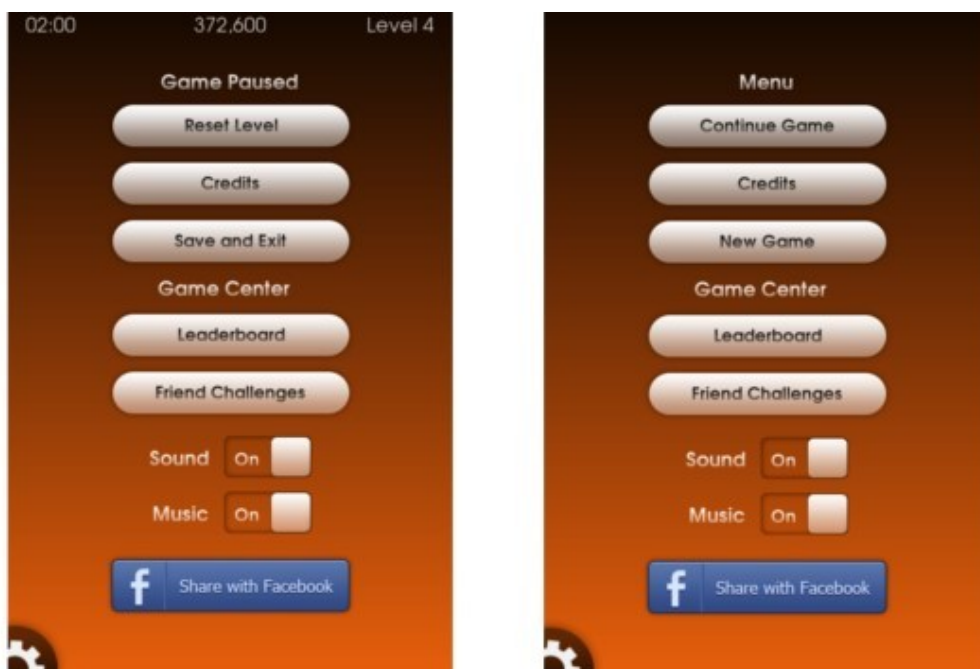 02:00 372,600 Level 4
Game Paused
Reset Level
Credits
Save and Exit
Game Center
Leaderboard
Friend Challenges
Sound On
Music On
f Share with Facebook
Menu
Continue Game
Credits
New Game
Game Center
Leaderboard
Friend Challenges
Sound On
Music On
f Share with Facebook